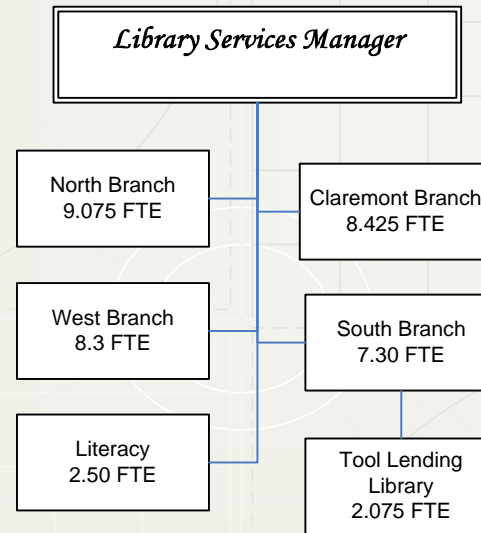 Library Services Manager
North Branch
9.075 FTE
Claremont Branch
8.425 FTE
West Branch
8.3 FTE
South Branch
7.30 FTE
Literacy
2.50 FTE
Tool Lending
Library
2.075 FTE